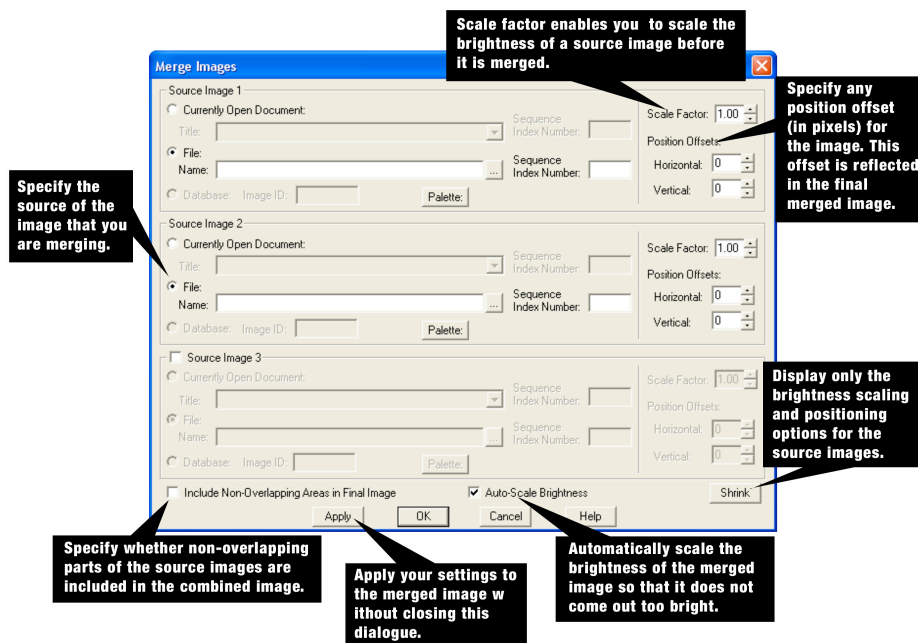 Scale factor enables you to scale the
brightness of a source image before
it is merged.
Merge Images
Source Image 1
Currently Open Document:
Title:
Sequence
Index Number:
File:
Name:
...
Sequence
Index Number:
Database: Image ID:
Palette:
Scale Factor: 1.00
Position Offsets:
Horizontal: 0
Vertical: 0
Specify any
position offset
(in pixels) for
the image. This
offset is reflected
in the final
merged image.
Specify the
source of the
image that you
are merging.
Source Image 2
Currently Open Document:
Title:
Sequence
Index Number:
File:
Name:
...
Sequence
Index Number:
Database: Image ID:
Palette:
Scale Factor: 1.00
Position Offsets:
Horizontal: 0
Vertical: 0
Source Image 3
Currently Open Document:
Title:
Sequence
Index Number:
File:
Name:
...
Sequence
Index Number:
Database: Image ID:
Palette:
Scale Factor: 1.00
Position Offsets:
Horizontal: 0
Vertical: 0
Display only the
brightness scaling
and positioning
options for the
source images.
Include Non-Overlapping Areas in Final Image
Auto-Scale Brightness
Shrink
Apply
OK
Cancel
Help
Specify whether non-overlapping
parts of the source images are
included in the combined image.
Apply your settings to
the merged image w
ithout closing this
dialogue.
Automatically scale the
brightness of the merged
image so that it does not
come out too bright.